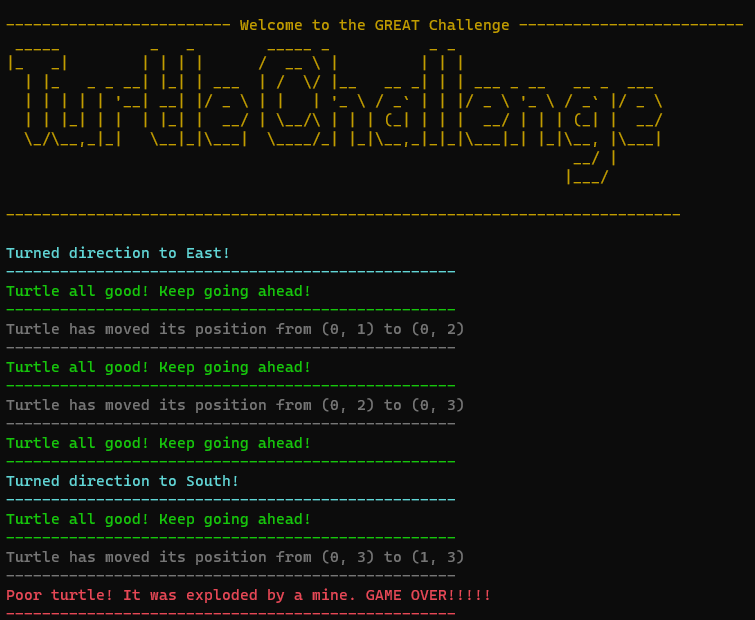 ------------------------- Welcome to the GREAT Challenge -------------------------
Turtle Challenge
---------------------------------------------------------------------------
Turned direction to East!
--------------------------------------------------
Turtle all good! Keep going ahead!
--------------------------------------------------
Turtle has moved its position from (0, 1) to (0, 2)
--------------------------------------------------
Turtle all good! Keep going ahead!
--------------------------------------------------
Turtle has moved its position from (0, 2) to (0, 3)
--------------------------------------------------
Turtle all good! Keep going ahead!
--------------------------------------------------
Turned direction to South!
--------------------------------------------------
Turtle all good! Keep going ahead!
--------------------------------------------------
Turtle has moved its position from (0, 3) to (1, 3)
--------------------------------------------------
Poor turtle! It was exploded by a mine. GAME OVER!!!!!
--------------------------------------------------